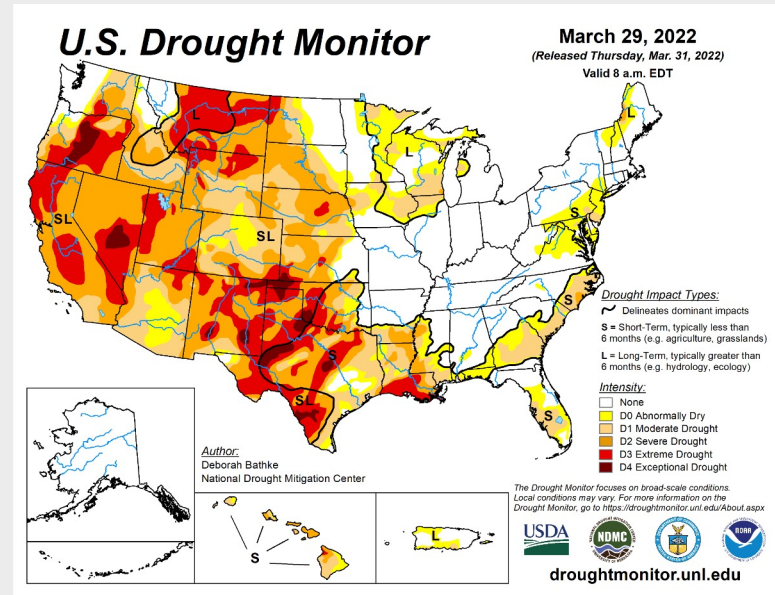 U.S. Drought Monitor
March 29, 2022
(Released Thursday, Mar. 31, 2022)
Valid 8 a.m. EDT
L
L
L
SL
SL
S
S
S
SL
S
Drought Impact Types:
Delineates dominant impacts
S = Short-Term, typically less than
6 months (e.g. agriculture, grasslands)
L = Long-Term, typically greater than
6 months (e.g. hydrology, ecology)
Intensity:
None
D0 Abnormally Dry
D1 Moderate Drought
D2 Severe Drought
D3 Extreme Drought
D4 Exceptional Drought
Author:
Deborah Bathke
National Drought Mitigation Center
S
L
The Drought Monitor focuses on broad-scale conditions.
Local conditions may vary. For more information on the
Drought Monitor, go to https://droughtmonitor.unl.edu/About.aspx
USDA
NDMC
NOAA
droughtmonitor.unl.edu